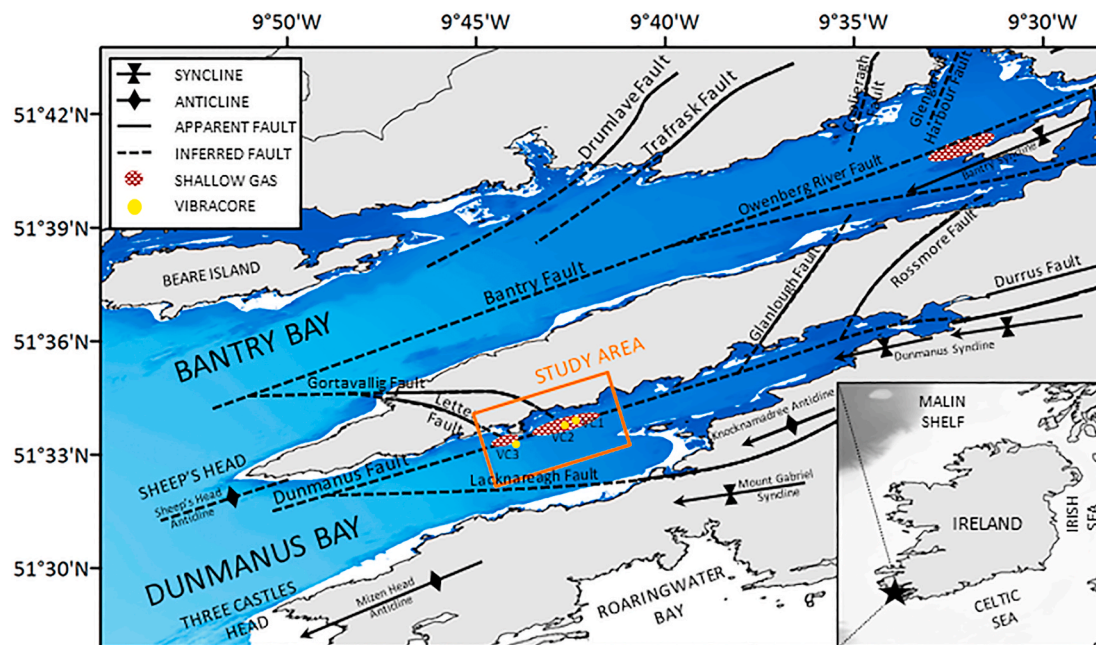 9°50'W
9°45'W
9°40'W
9°35'W
9°30'W
51°42'N
51°39'N
51°36'N
51°33'N
51°30'N
SYNCLINE
ANTICLINE
APPARENT FAULT
INFERRED FAULT
SHALLOW GAS
VIBRACORE
Drumlave Fault
Trafrask Fault
Fault
Glengarriff
Harbour Fault
Bantry Syncline
Owenberg River Fault
BEARE ISLAND
Bantry Fault
BANTRY BAY
Glanlough Fault
Rossmore Fault
Durrus Fault
Dunmanus Syncline
Gortavallig Fault
Letter
Fault
STUDY AREA
VC1
VC2
VC3
Knocknamadree Anticline
SHEEP'S HEAD
Sheep's Head
Anticline
Dunmanus Fault
Lacknareagh Fault
Mount Gabriel
Syncline
DUNMANUS BAY
THREE CASTLES
HEAD
Mizen Head
Anticline
ROARINGWATER
BAY
MALIN
SHELF
IRELAND
IRISH
SEA
CELTIC
SEA